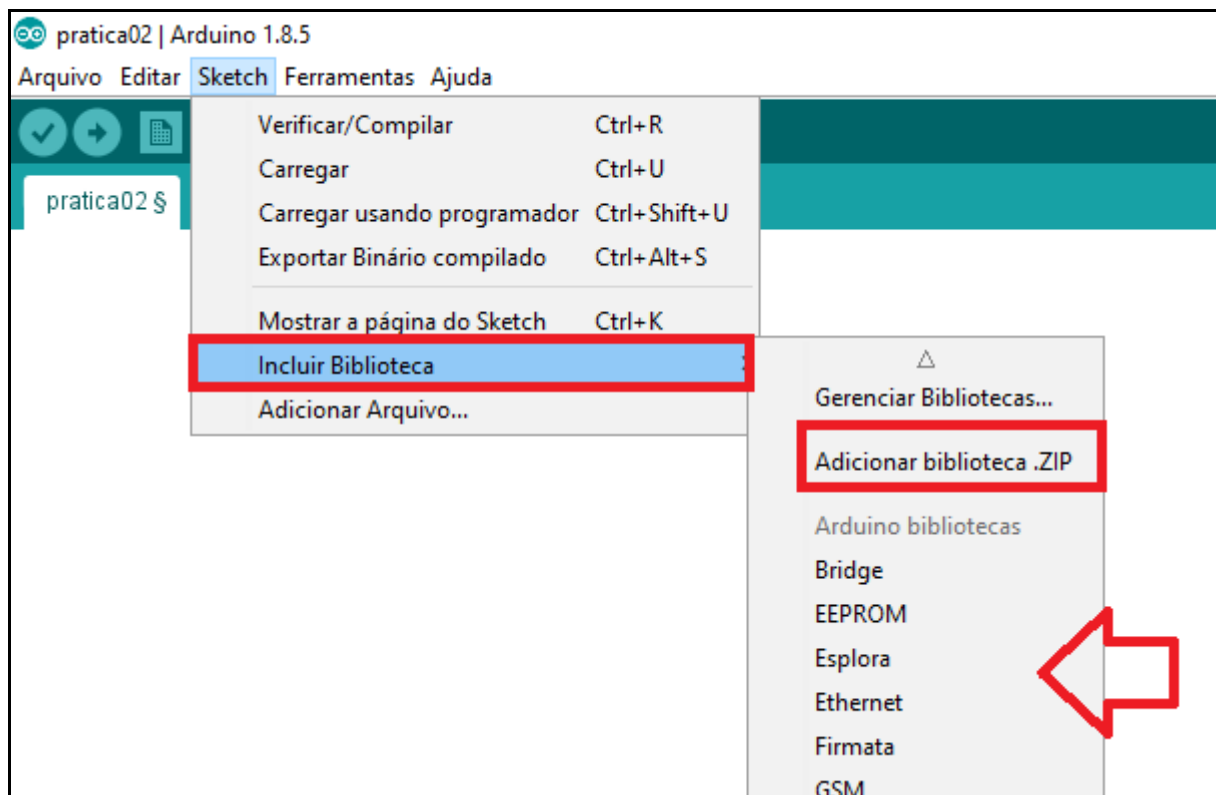 pratica02 | Arduino 1.8.5
Arquivo Editar Sketch Ferramentas Ajuda
pratica02 §
Verificar/Compilar Ctrl+R
Carregar Ctrl+U
Carregar usando programador Ctrl+Shift+U
Exportar Binário compilado Ctrl+Alt+S
Mostrar a página do Sketch Ctrl+K
Incluir Biblioteca
Adicionar Arquivo...
Gerenciar Bibliotecas...
Adicionar biblioteca .ZIP
Arduino bibliotecas
Bridge
EEPROM
Esplora
Ethernet
Firmata
GSM